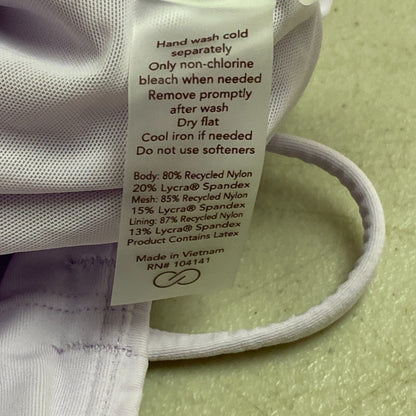 Hand wash cold
separately
Only non-chlorine
bleach when needed
Remove promptly
after wash
Dry flat
Cool iron if needed
Do not use softeners
Body: 80% Recycled Nylon
20% Lycra® Spandex
Mesh: 85% Recycled Nylon
15% Lycra® Spandex
Lining: 87% Recycled Nylon
13% Lycra® Spandex
Product Contains Latex
Made in Vietnam
RN# 104141